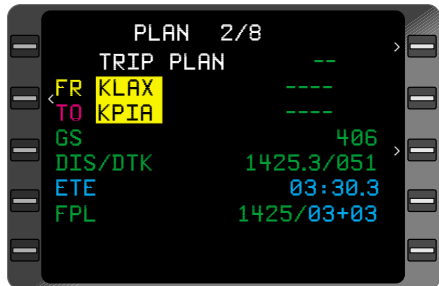 PLAN 2/8
TRIP PLAN --
FR KLAX ----
TO KPIA ----
GS 406
DIS/DTK 1425.3/051
ETE 03:30.3
FPL 1425/03+03